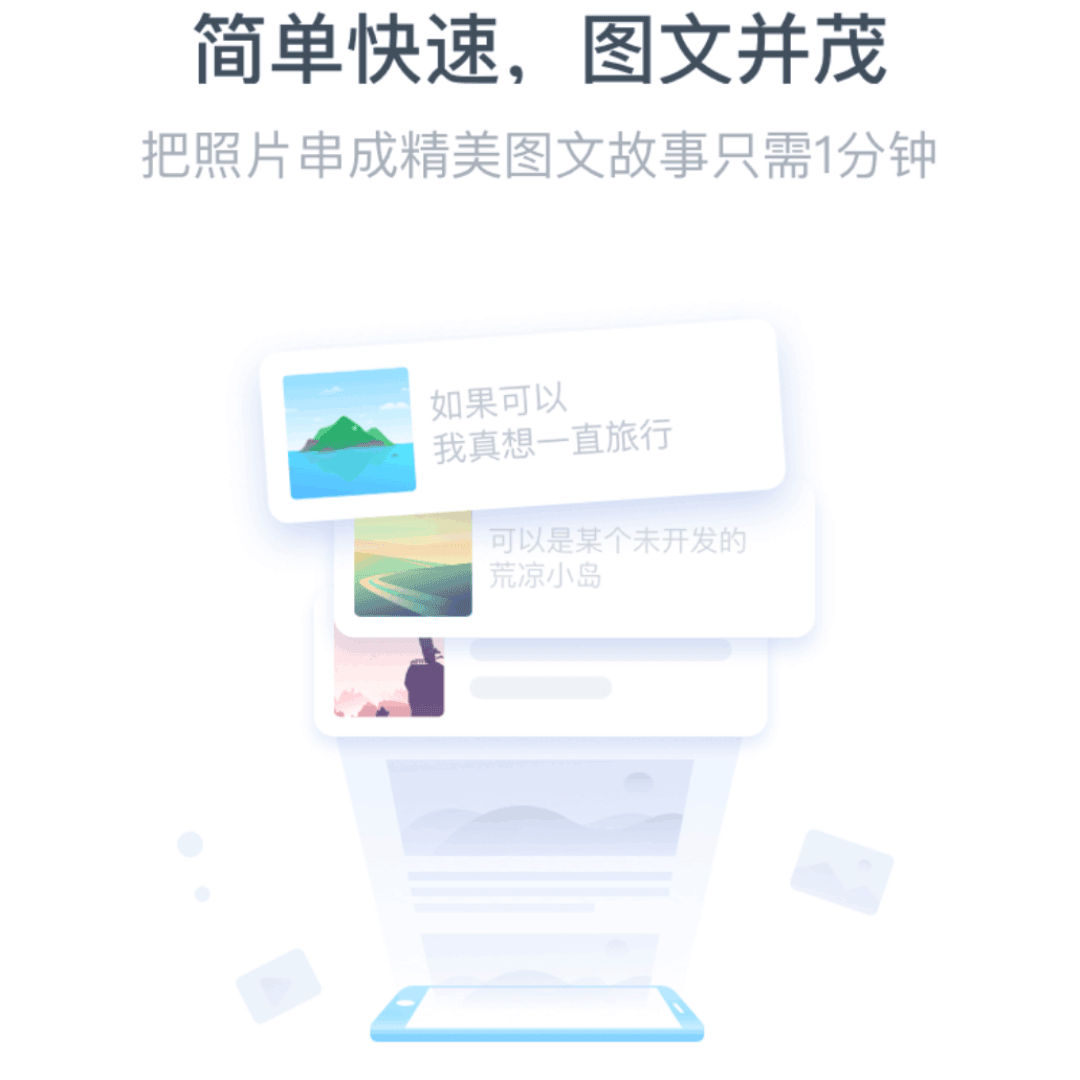 简单快速，图文并茂
把照片串成精美图文故事只需1分钟
如果可以
我真想一直旅行
可以是某个未开发的
荒凉小岛